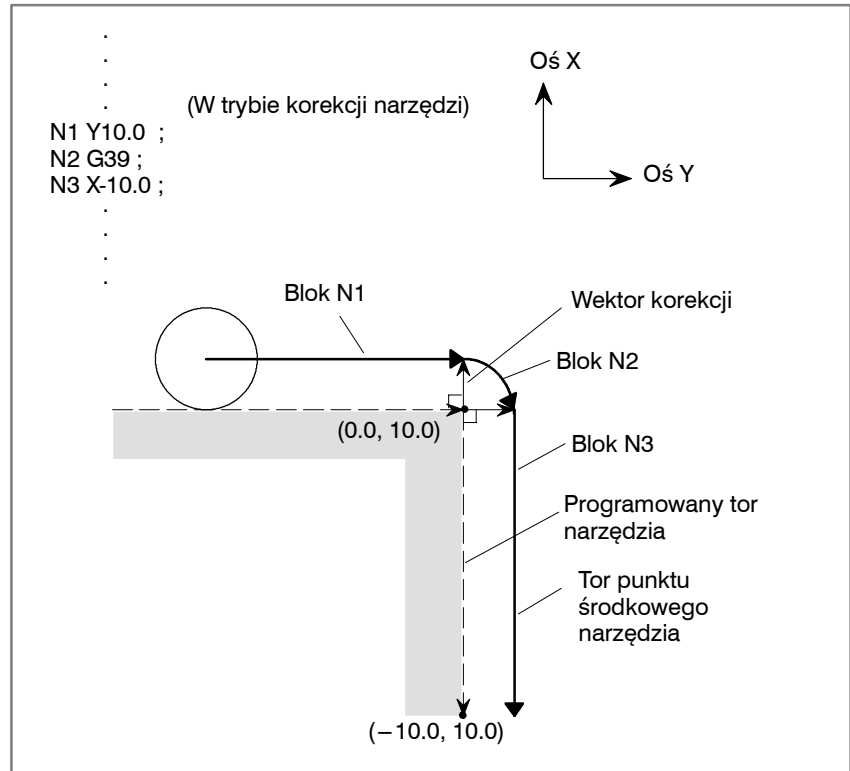 Oś X
(W trybie korekcji narzędzi)
N1 Y10.0 ;
N2 G39 ;
N3 X-10.0 ;
Oś Y
Blok N1
Wektor korekcji
Blok N2
(0.0, 10.0)
Blok N3
Programowany tor
narzędzia
Tor punktu
środkowego
narzędzia
(−10.0, 10.0)